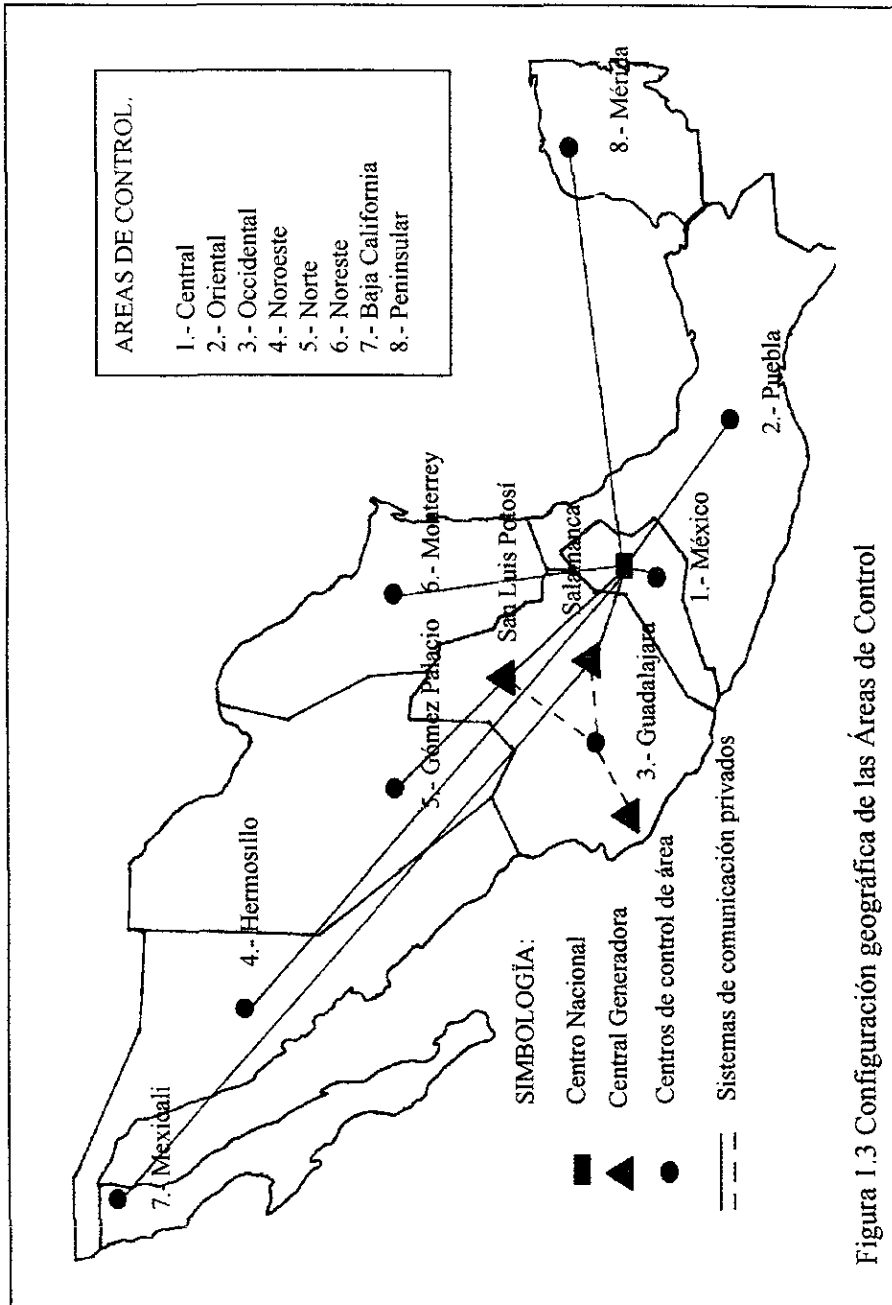 AREAS DE CONTROL.
1.- Central
2.- Oriental
3.- Occidental
4.- Noroeste
5.- Norte
6.- Noreste
7.- Baja California
8.- Peninsular
7.- Mexicali
4.- Hermosillo
5.- Gómez Palacio
6.- Monterrey
San Luis Potosí
Salamanca
3.- Guadalajara
1.- México
2.- Puebla
8.- Mérida
SIMBOLOGÏA:
Centro Nacional
Central Generadora
Centros de control de área
Sistemas de comunicación privados
Figura 1.3 Configuración geográfica de las Áreas de Control